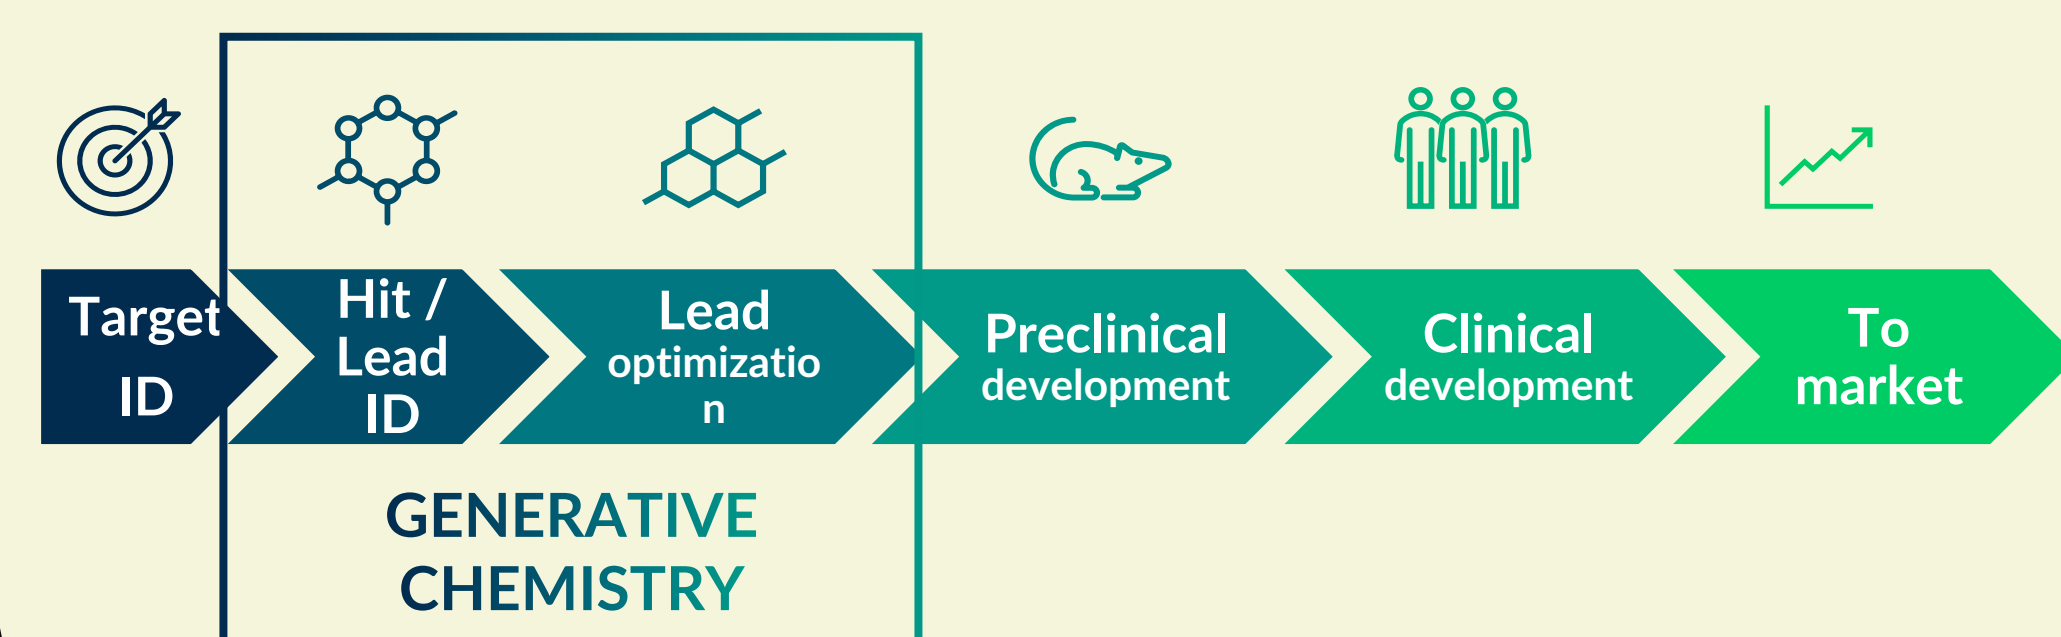 Target
ID
Hit /
Lead
ID
Lead
optimizatio
n
Preclinical
development
Clinical
development
To
market
GENERATIVE
CHEMISTRY